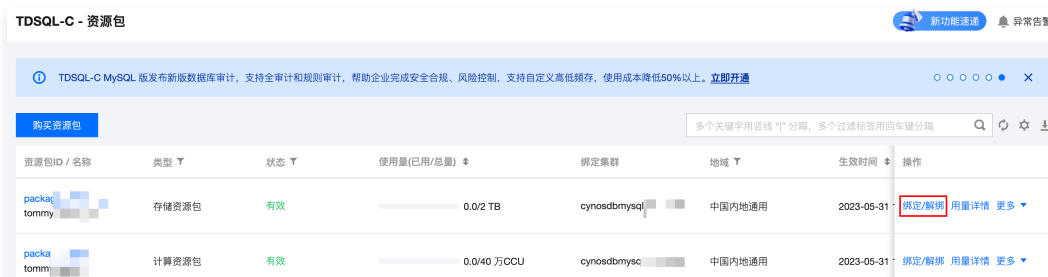 TDSQL-C - 资源包
新功能速递
异常告警
TDSQL-C MySQL 版发布新版数据库审计，支持全审计和规则审计，帮助企业完成安全合规、风险控制，支持自定义高低频存，使用成本降低50%以上。立即开通
购买资源包
多个关键字用竖线 "|" 分隔，多个过滤标签用回车键分隔
资源包ID / 名称 类型 状态 使用量(已用/总量) 绑定集群 地域 生效时间 操作
packag
tommy
存储资源包 有效 0.0/2 TB cynosdbmysql 中国内地通用 2023-05-31 绑定/解绑 用量详情 更多
packa
tomm
计算资源包 有效 0.0/40 万CCU cynosdbmysq 中国内地通用 2023-05-31 绑定/解绑 用量详情 更多